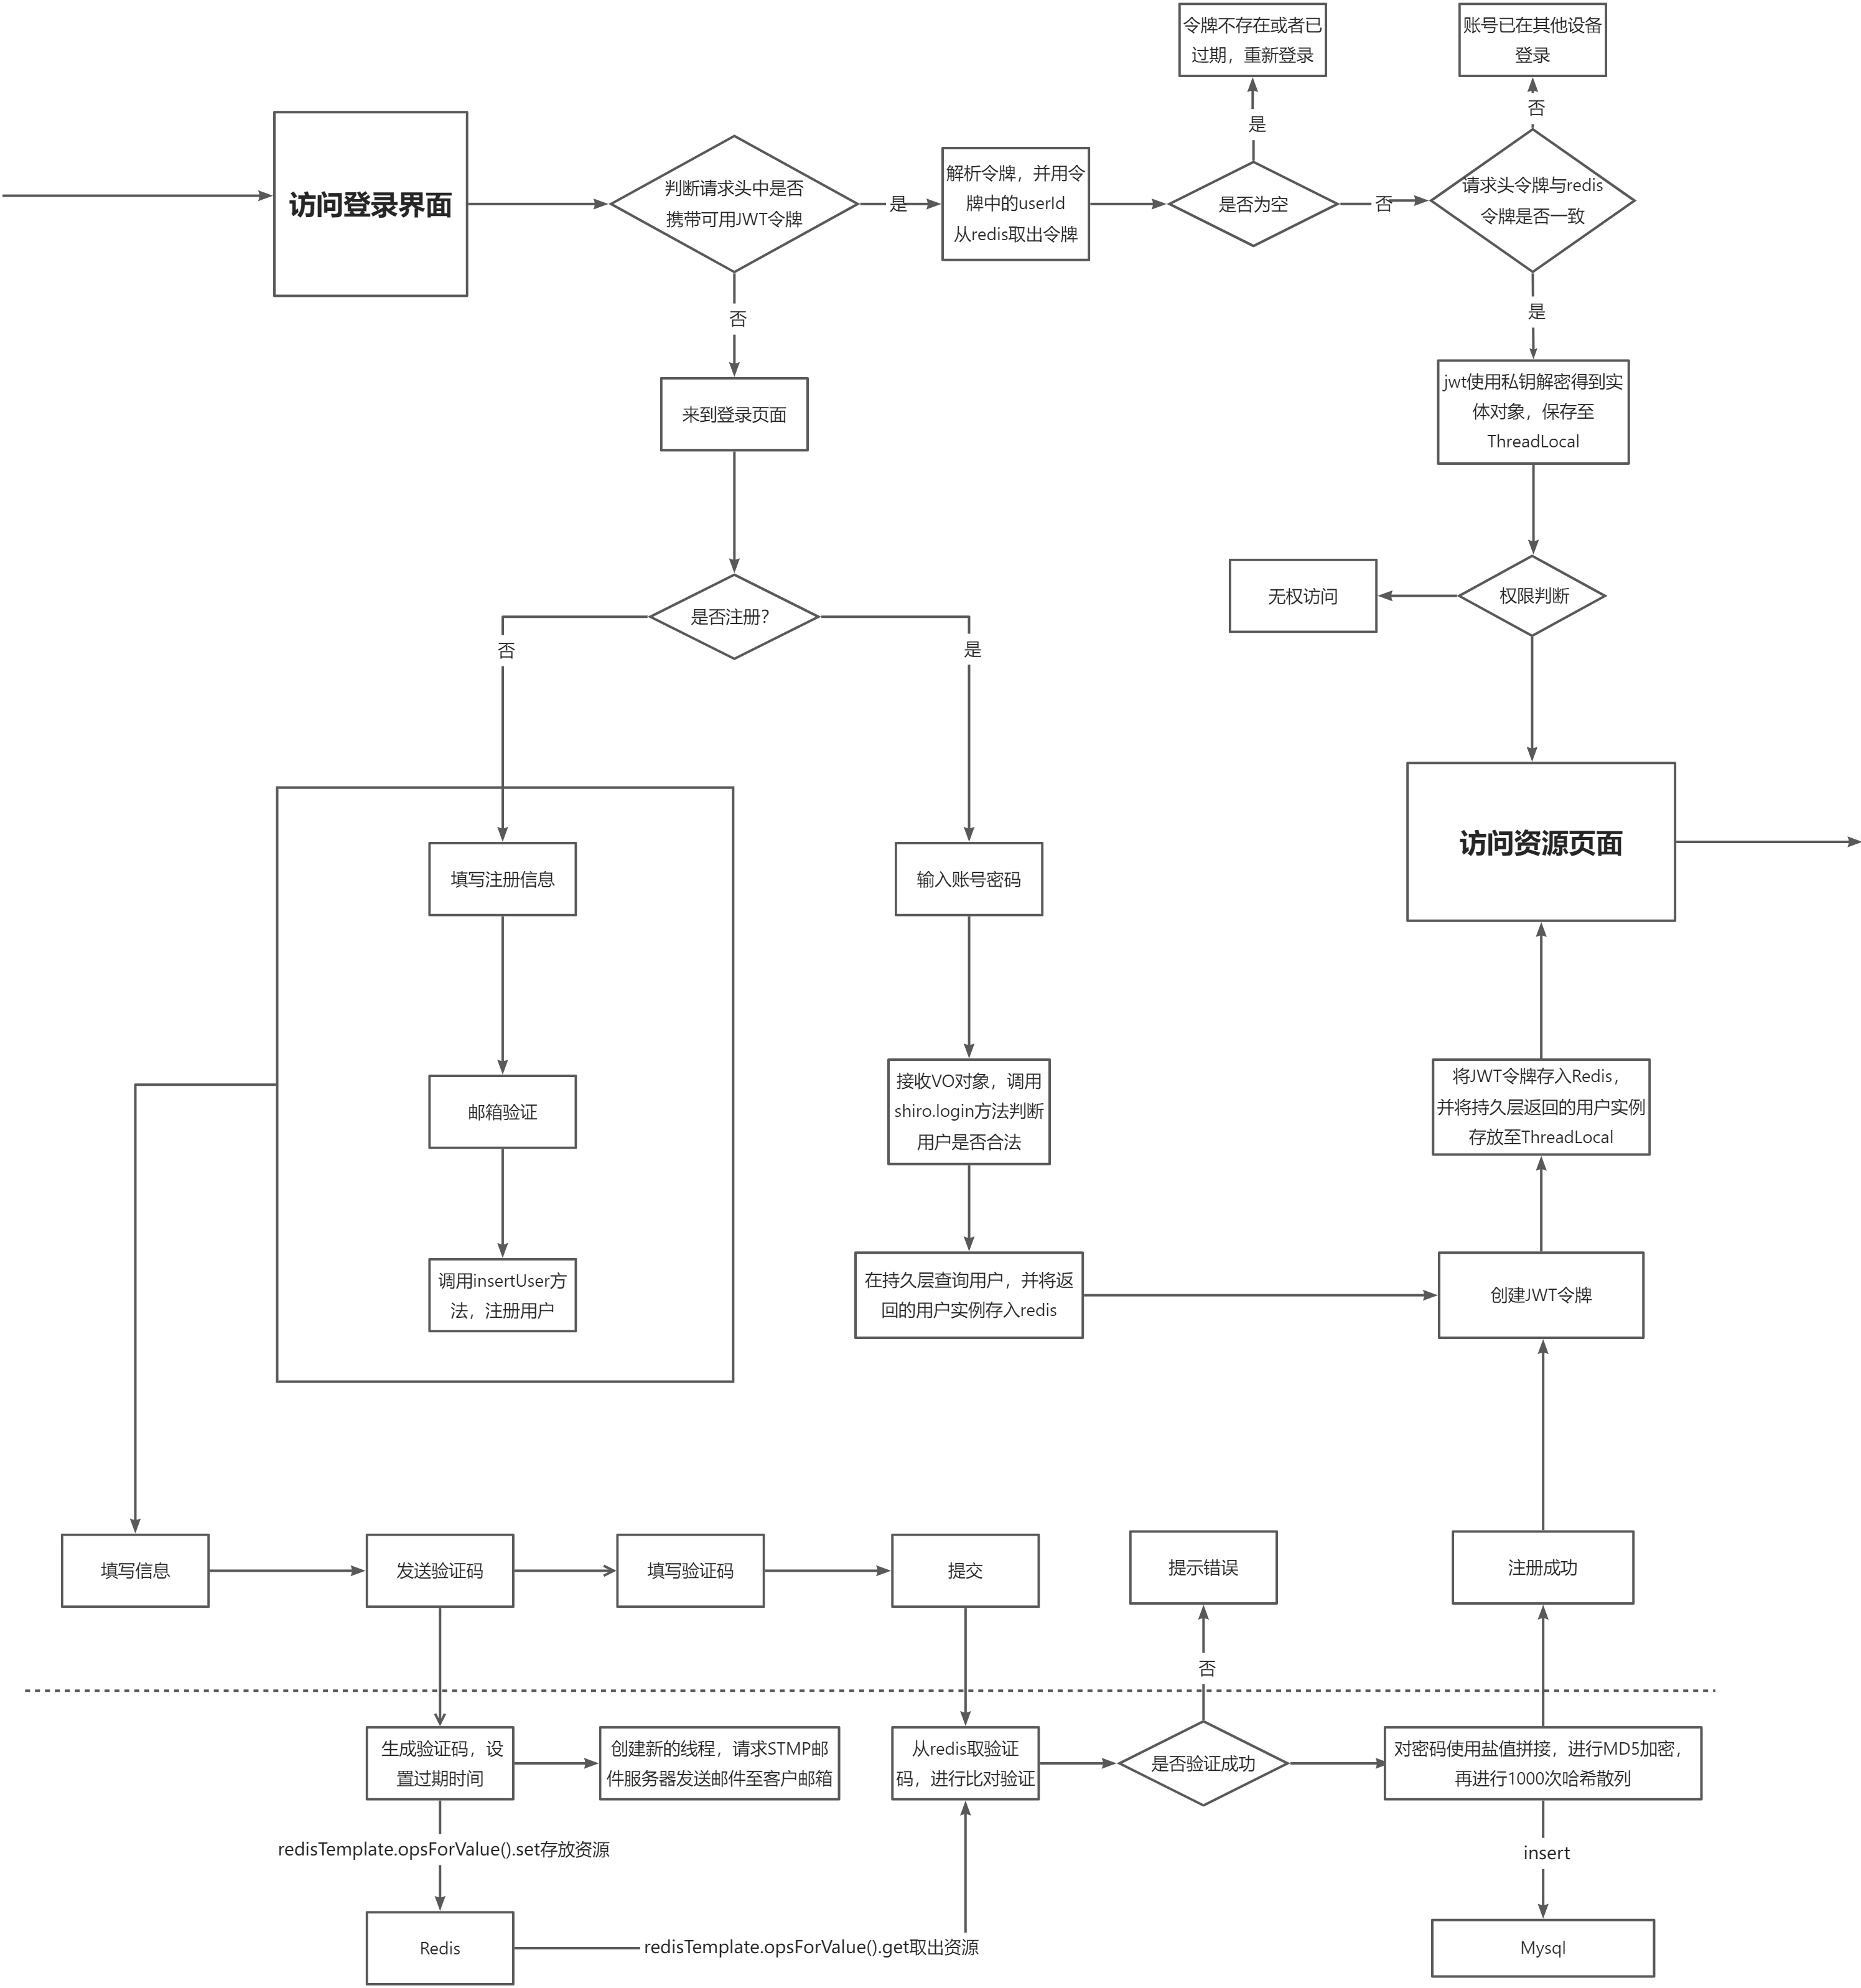 令牌不存在或者已
过期，重新登录
账号已在其他设备
登录
是
否
访问登录界面
判断请求头中是否
携带可用JWT令牌
是
解析令牌，并用令
牌中的userId
从redis取出令牌
是否为空
否
请求头令牌与redis
令牌是否一致
否
是
来到登录页面
jwt使用私钥解密得到实
体对象，保存至
ThreadLocal
无权访问
权限判断
是否注册？
否
是
访问资源页面
填写注册信息
输入账号密码
邮箱验证
接收VO对象，调用
shiro.login方法判断
用户是否合法
将JWT令牌存入Redis，
并将持久层返回的用户实例
存放至ThreadLocal
调用insertUser方
法，注册用户
在持久层查询用户，并将返
回的用户实例存入redis
创建JWT令牌
填写信息
发送验证码
填写验证码
提交
提示错误
注册成功
否
生成验证码，设
置过期时间
创建新的线程，请求STMP邮
件服务器发送邮件至客户邮箱
从redis取验证
码，进行比对验证
是否验证成功
对密码使用盐值拼接，进行MD5加密，
再进行1000次哈希散列
redisTemplate.opsForValue().set存放资源
insert
Redis
redisTemplate.opsForValue().get取出资源
Mysql